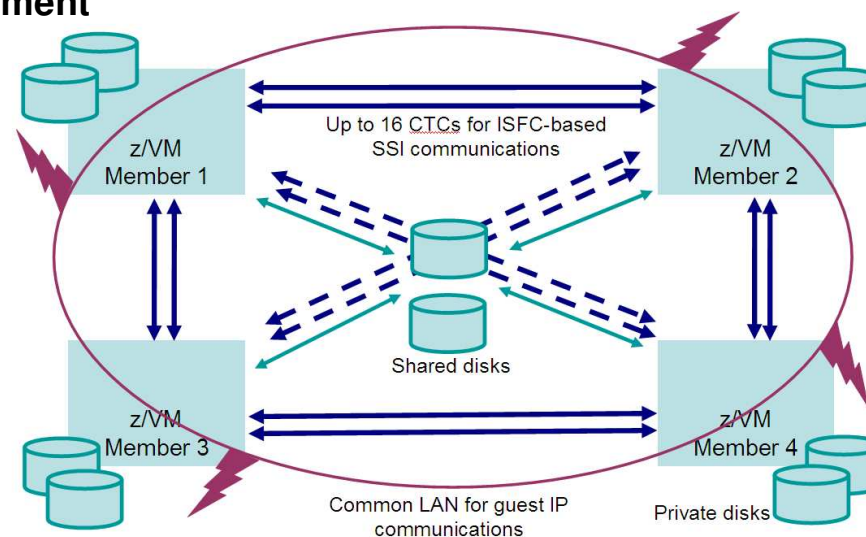 ment
Up to 16 CTCs for ISFC-based
SSI communications
z/VM
Member 1
z/VM
Member 2
Shared disks
z/VM
Member 3
z/VM
Member 4
Common LAN for guest IP
communications
Private disks